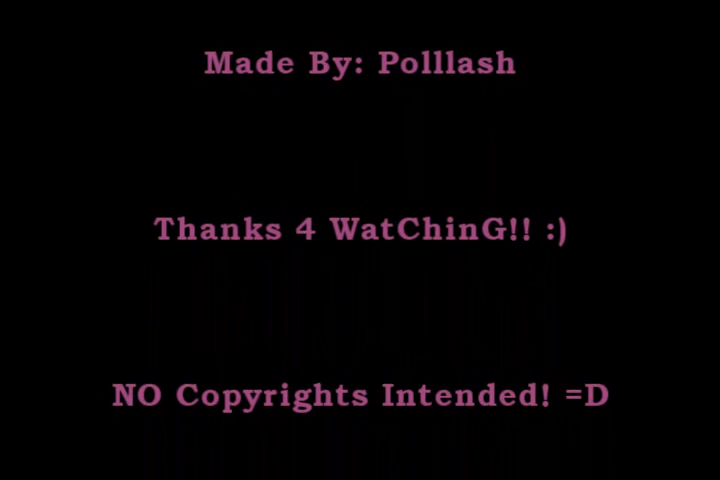 Made By: Polllash
Thanks 4 WatChinG!! :)
NO Copyrights Intended! =D